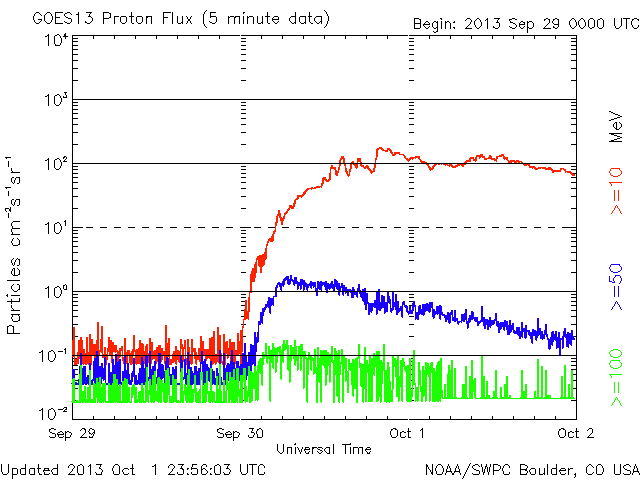 GOES13 Proton Flux (5 minute data)
Begin: 2013 Sep 29 0000 UTC
Particles cm⁻²s⁻¹sr⁻¹
10⁴
10³
10²
10¹
10⁰
10⁻¹
10⁻²
Sep 29
Sep 30
Oct 1
Oct 2
Universal Time
MeV
>=10
>=50
>=100
Updated 2013 Oct 1 23:56:03 UTC
NOAA/SWPC Boulder, CO USA